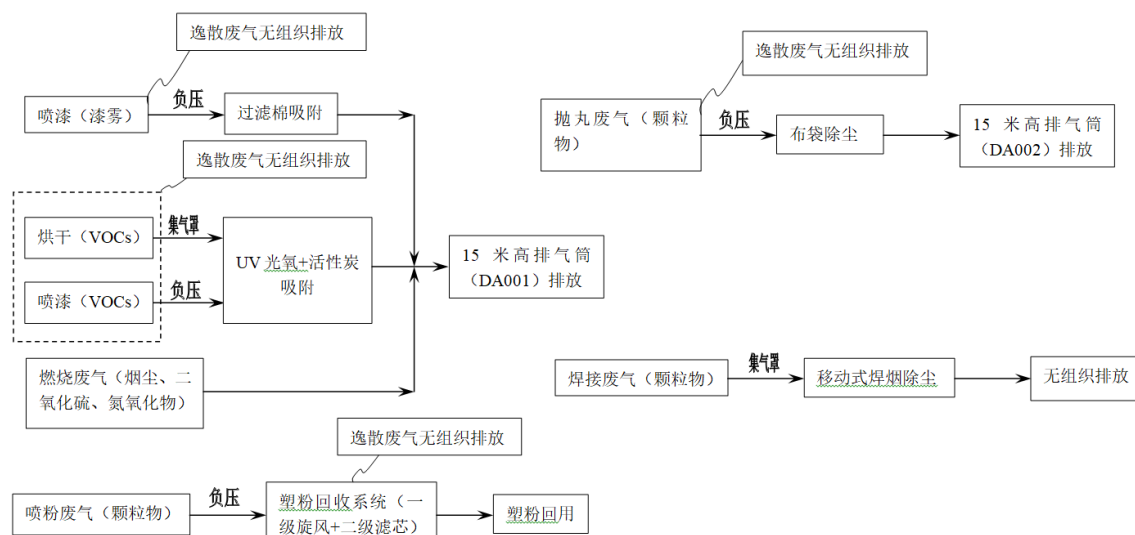 逸散废气无组织排放
喷漆（漆雾）
负压
过滤棉吸附
逸散废气无组织排放
烘干（VOCs）
集气罩
喷漆（VOCs）
负压
UV 光氧+活性炭
吸附
15 米高排气筒
（DA001）排放
燃烧废气（烟尘、二
氧化硫、氮氧化物）
逸散废气无组织排放
喷粉废气（颗粒物）
负压
塑粉回收系统（一
级旋风+二级滤芯）
塑粉回用
逸散废气无组织排放
抛丸废气（颗粒
物）
负压
布袋除尘
15 米高排气筒
（DA002）排放
焊接废气（颗粒物）
集气罩
移动式焊烟除尘
无组织排放